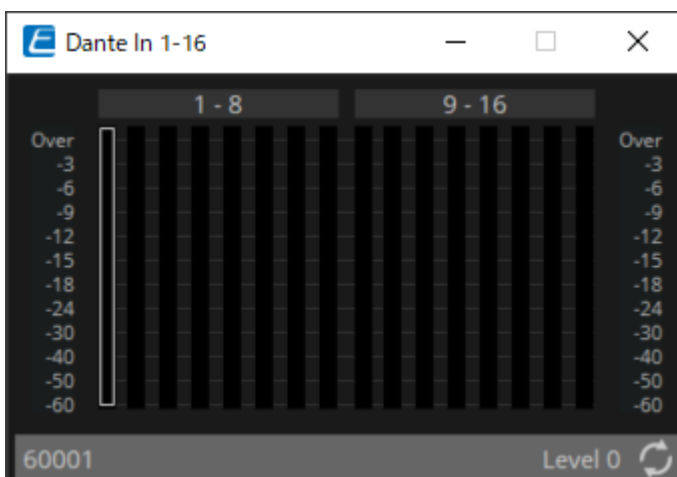 Dante In 1-16
1 - 8 9 - 16
Over Over
-3 -3
-6 -6
-9 -9
-12 -12
-15 -15
-18 -18
-24 -24
-30 -30
-40 -40
-50 -50
-60 -60
60001 Level 0